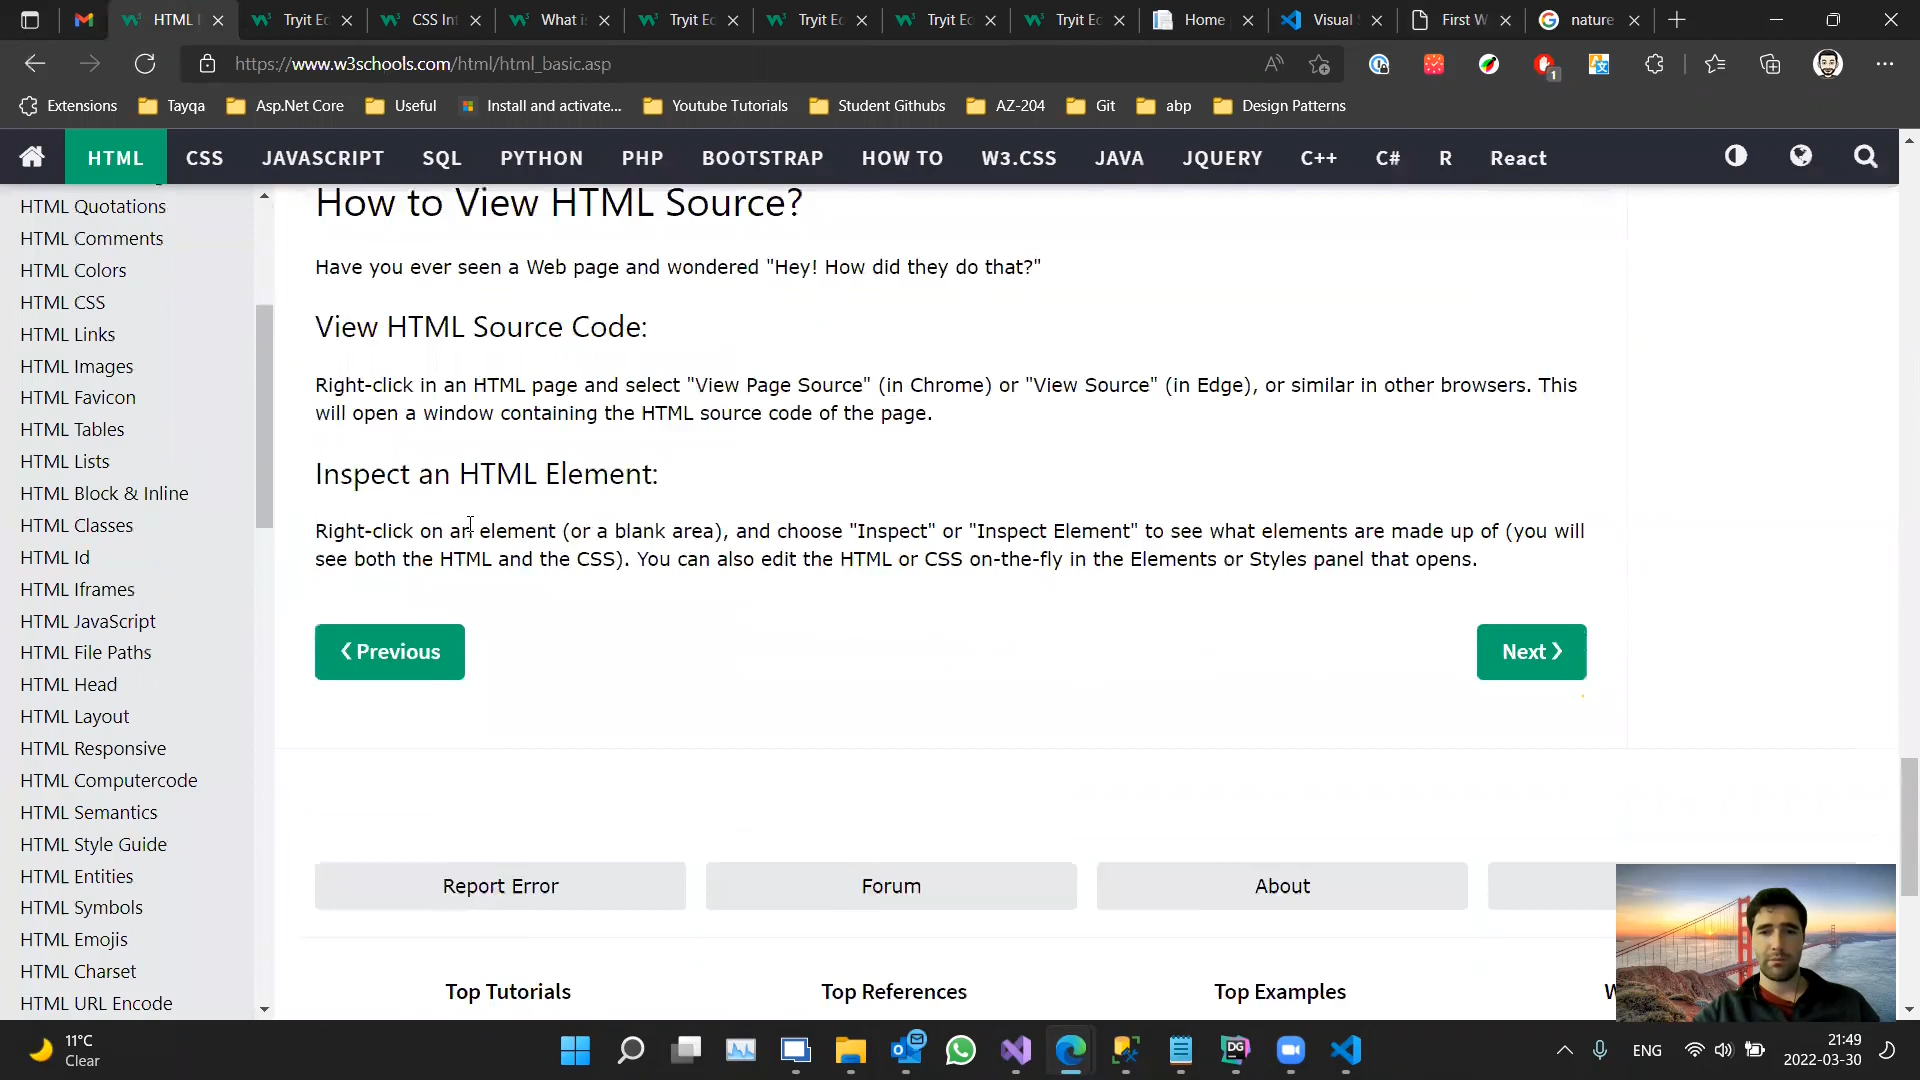 HTML
Tryit Ec
CSS In
What i
Tryit Ec
Tryit Ec
Tryit Ec
Tryit Ec
Home
Visual
First W
nature
https://www.w3schools.com/html/html_basic.asp
1
Extensions
Tayqa
Asp.Net Core
Useful
Install and activate...
Youtube Tutorials
Student Githubs
AZ-204
Git
abp
Design Patterns
HTML
CSS
JAVASCRIPT
SQL
PYTHON
PHP
BOOTSTRAP
HOW TO
W3.CSS
JAVA
JQUERY
C++
C#
R
React
HTML Quotations
HTML Comments
HTML Colors
HTML CSS
HTML Links
HTML Images
HTML Favicon
HTML Tables
HTML Lists
HTML Block & Inline
HTML Classes
HTML Id
HTML Iframes
HTML JavaScript
HTML File Paths
HTML Head
HTML Layout
HTML Responsive
HTML Computercode
HTML Semantics
HTML Style Guide
HTML Entities
HTML Symbols
HTML Emojis
HTML Charset
HTML URL Encode
How to View HTML Source?
Have you ever seen a Web page and wondered "Hey! How did they do that?"
View HTML Source Code:
Right-click in an HTML page and select "View Page Source" (in Chrome) or "View Source" (in Edge), or similar in other browsers. This
will open a window containing the HTML source code of the page.
Inspect an HTML Element:
Right-click on an element (or a blank area), and choose "Inspect" or "Inspect Element" to see what elements are made up of (you will
see both the HTML and the CSS). You can also edit the HTML or CSS on-the-fly in the Elements or Styles panel that opens.
❮ Previous
Next ❯
Report Error
Forum
About
Top Tutorials
Top References
Top Examples
11°C
Clear
DG
ENG
21:49
2022-03-30